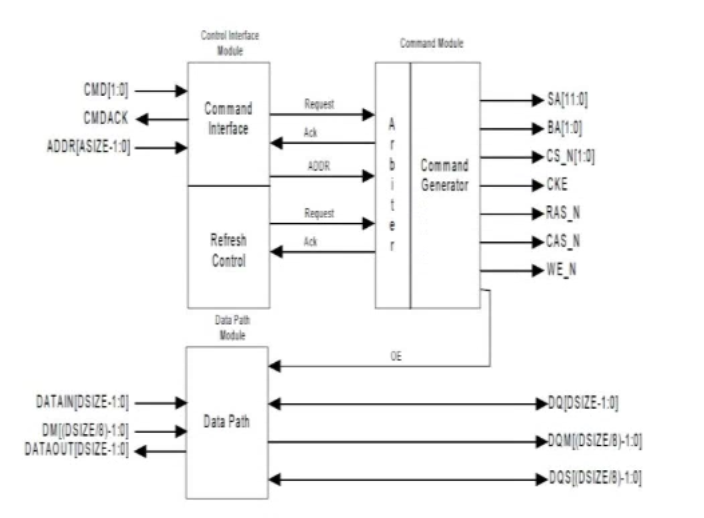 Control Interface
Module
Command Module
CMD[1:0]
CMDACK
ADDR[ASIZE-1:0]
Command
Interface
Request
Ack
ADDR
Request
Ack
Refresh
Control
Arbiter
Command
Generator
SA[11:0]
BA[1:0]
CS_N[1:0]
CKE
RAS_N
CAS_N
WE_N
Data Path
Module
OE
DATAIN[DSIZE-1:0]
DM[(DSIZE/8)-1:0]
DATAOUT[DSIZE-1:0]
Data Path
DQ[DSIZE-1:0]
DQM[(DSIZE/8)-1:0]
DQS[(DSIZE/8)-1:0]